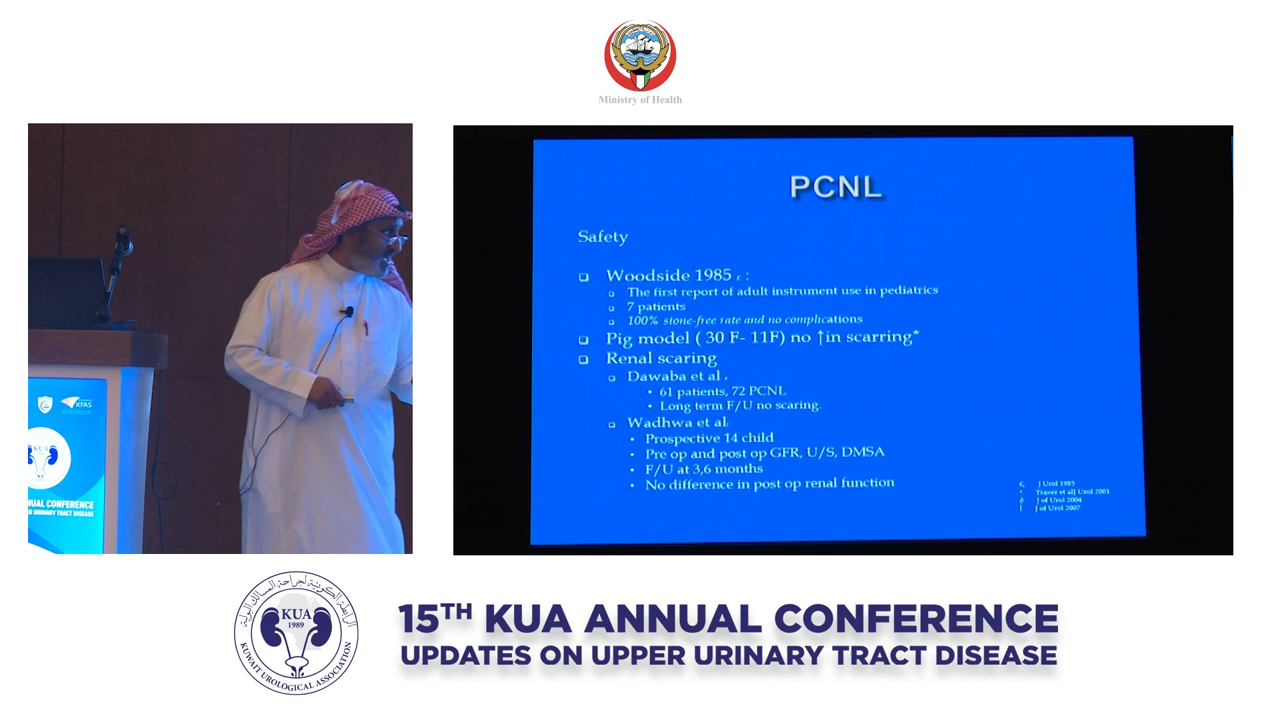 Ministry of Health
PCNL
Safety
❑ Woodside 1985 :
❑ The first report of adult instrument use in pediatrics
❑ 7 patients
❑ 100% stone-free rate and no complications
❑ Pig model ( 30 F- 11F) no ↑in scarring*
❑ Renal scaring
❑ Dawaba et al
• 61 patients, 72 PCNL
• Long term F/U no scaring.
❑ Wadhwa et al
• Prospective 14 child
• Pre op and post op GFR, U/S, DMSA
• F/U at 3,6 months
• No difference in post op renal function
J Urol 1985
* Traxer et alJ Urol 2001
J of Urol 2004
J of Urol 2007
KFAS
KUA
NUAL CONFERENCE
ER URINARY TRACT DISEASE
الرابطة الكويتية لجراحة المسالك البولية
KUA
1989
KUWAIT UROLOGICAL ASSOCIATION
15TH KUA ANNUAL CONFERENCE
UPDATES ON UPPER URINARY TRACT DISEASE